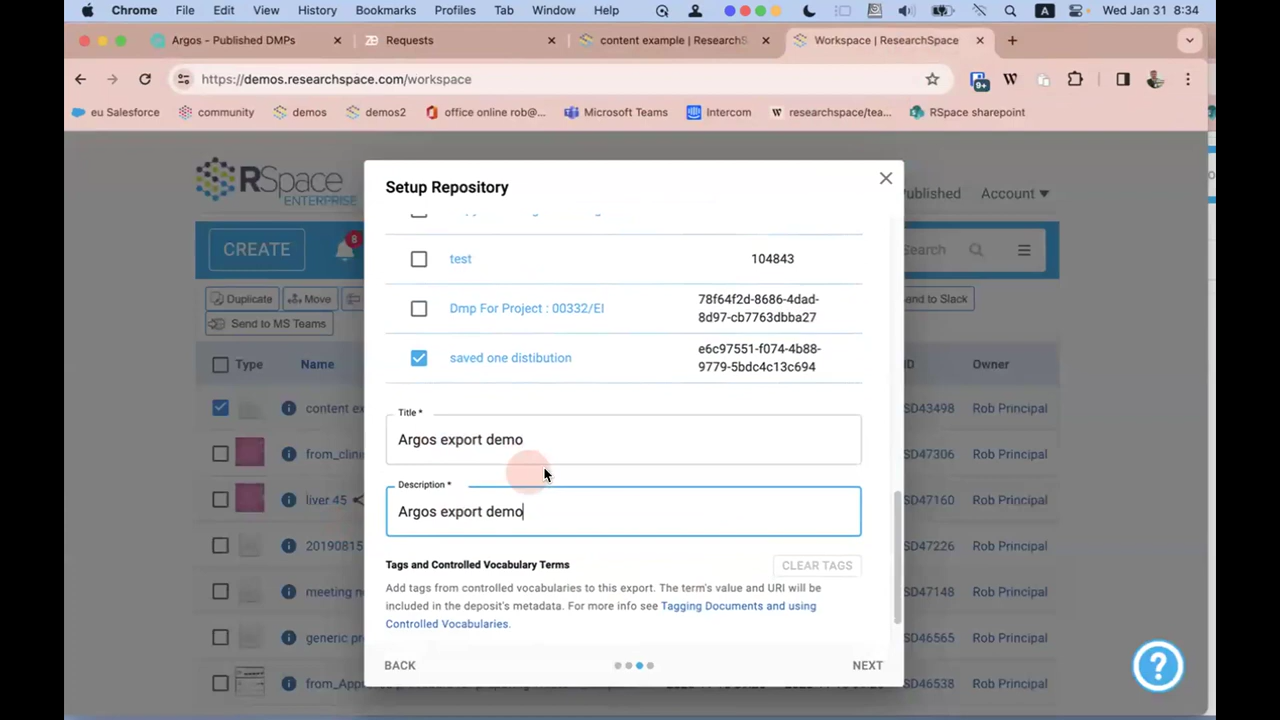 Chrome File Edit View History Bookmarks Profiles Tab Window Help A Wed Jan 31 8:34
Argos - Published DMPs ZE Requests content example | ResearchS Workspace | ResearchSpace
https://demos.researchspace.com/workspace 9+ W
eu Salesforce community demos demos2 office online rob@... Microsoft Teams Intercom W researchspace/tea... RSpace sharepoint
RSpace
ENTERPRISE
Setup Repository
ublished Account
CREATE 8
earch
test 104843
Duplicate Move
end to Slack
Send to MS Teams
Dmp For Project : 00332/EI 78f64f2d-8686-4dad-
8d97-cb7763dbba27
saved one distibution e6c97551-f074-4b88-
9779-5bdc4c13c694
Type Name
Owner
content ex
SD43498 Rob Principal
Title *
Argos export demo
from_clini
SD47306 Rob Principal
Description *
Argos export demo
liver 45
SD47160 Rob Principal
20190815
SD47226 Rob Principal
Tags and Controlled Vocabulary Terms CLEAR TAGS
Add tags from controlled vocabularies to this export. The term's value and URI will be
included in the deposit's metadata. For more info see Tagging Documents and using
Controlled Vocabularies.
meeting n
SD47148 Rob Principal
generic pr
SD46565 Rob Principal
BACK NEXT
from_App
SD46538 Rob Principal
?